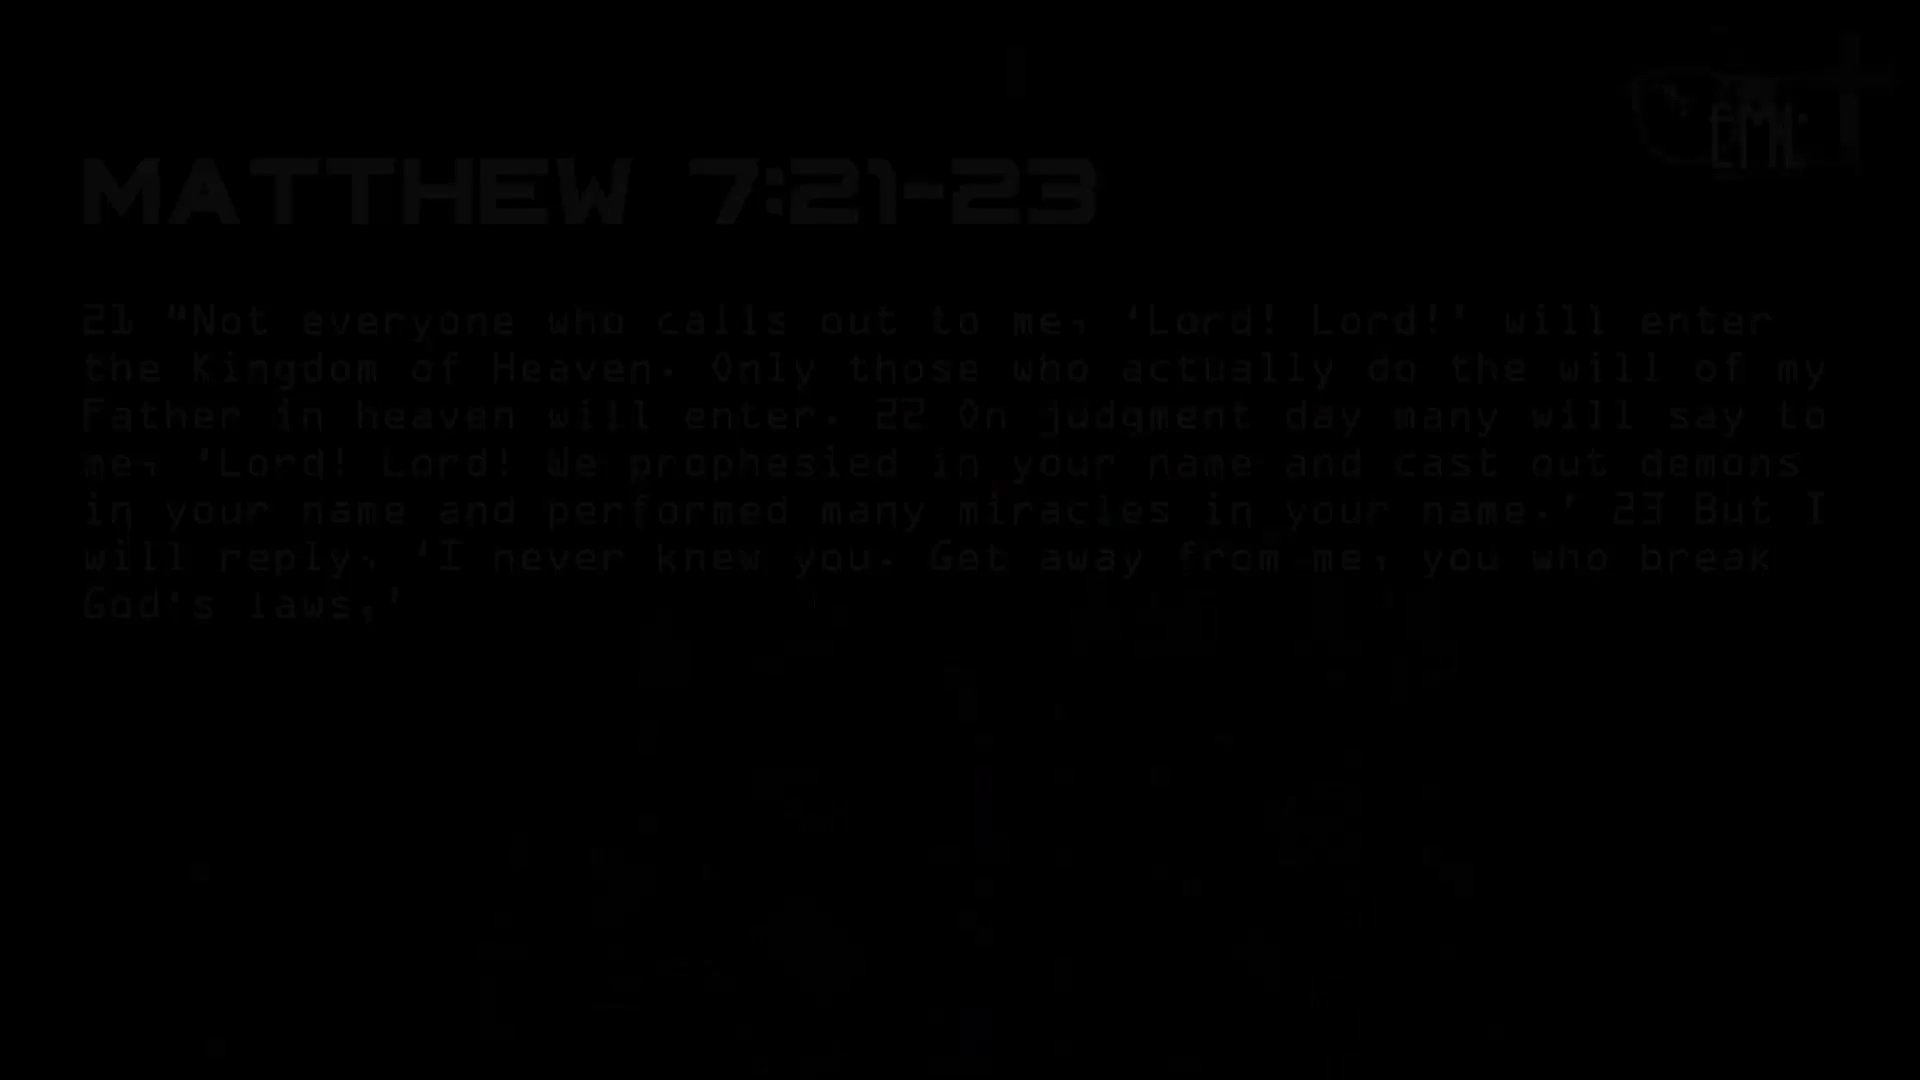 MATTHEW 7:21-23
21 "Not everyone who calls out to me, 'Lord! Lord!' will enter
the Kingdom of Heaven. Only those who actually do the will of my
Father in heaven will enter. 22 On judgment day many will say to
me, 'Lord! Lord! We prophesied in your name and cast out demons
in your name and performed many miracles in your name.' 23 But I
will reply, 'I never knew you. Get away from me, you who break
God's laws.'